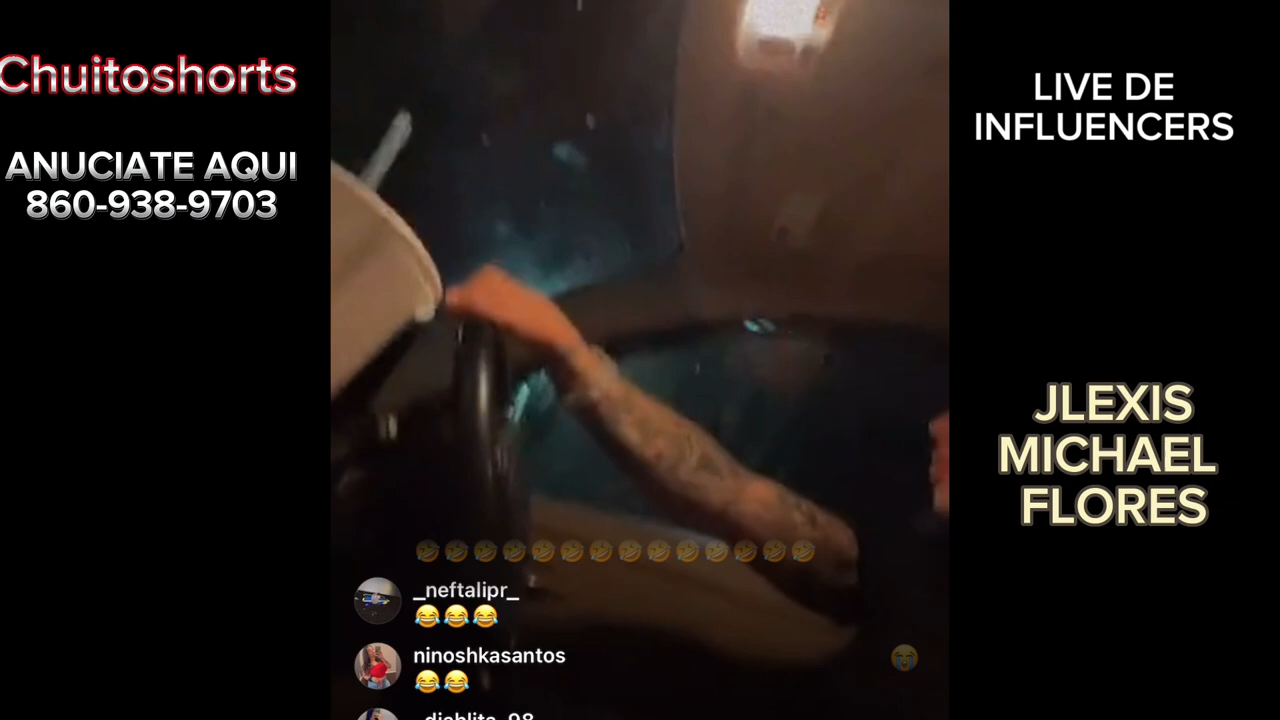 Chuitoshorts
ANUCIATE AQUI
860-938-9703
LIVE DE
INFLUENCERS
JLEXIS
MICHAEL
FLORES
🤣🤣🤣🤣🤣🤣🤣🤣🤣🤣🤣🤣🤣🤣
_neftalipr_
😂😂😂
ninoshkasantos
😂😂